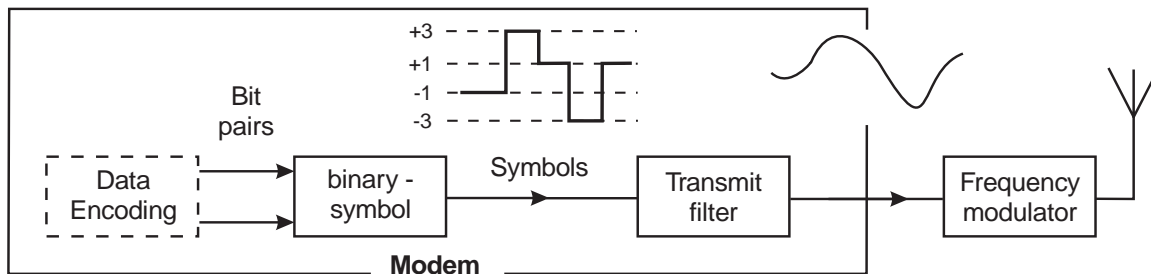 +3
+1
-1
-3
Bit
pairs
Data
Encoding
binary -
symbol
Symbols
Transmit
filter
Frequency
modulator
Modem